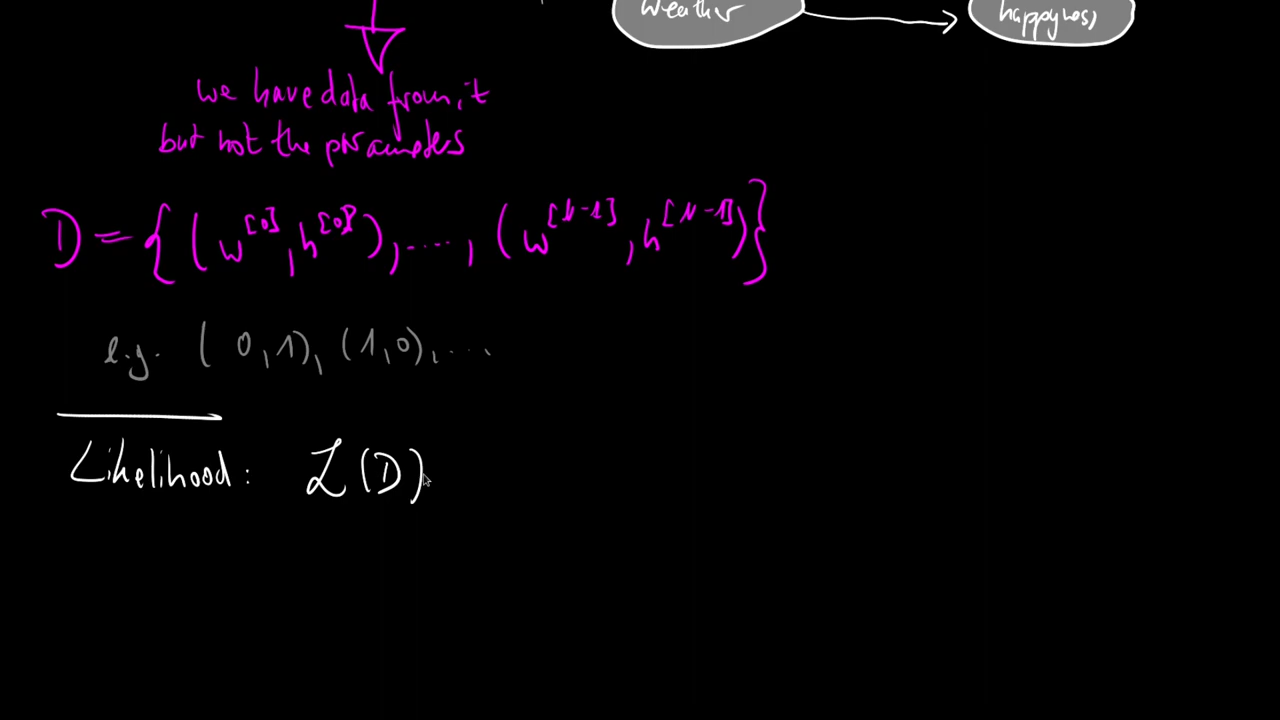 weather happyness
we have data from it
but not the parameters
D = { (w^[0], h^[0]), ...., (w^[N-1], h^[N-1]) }
e.g. (0,1), (1,0), ....
Likelihood: ℒ(D)